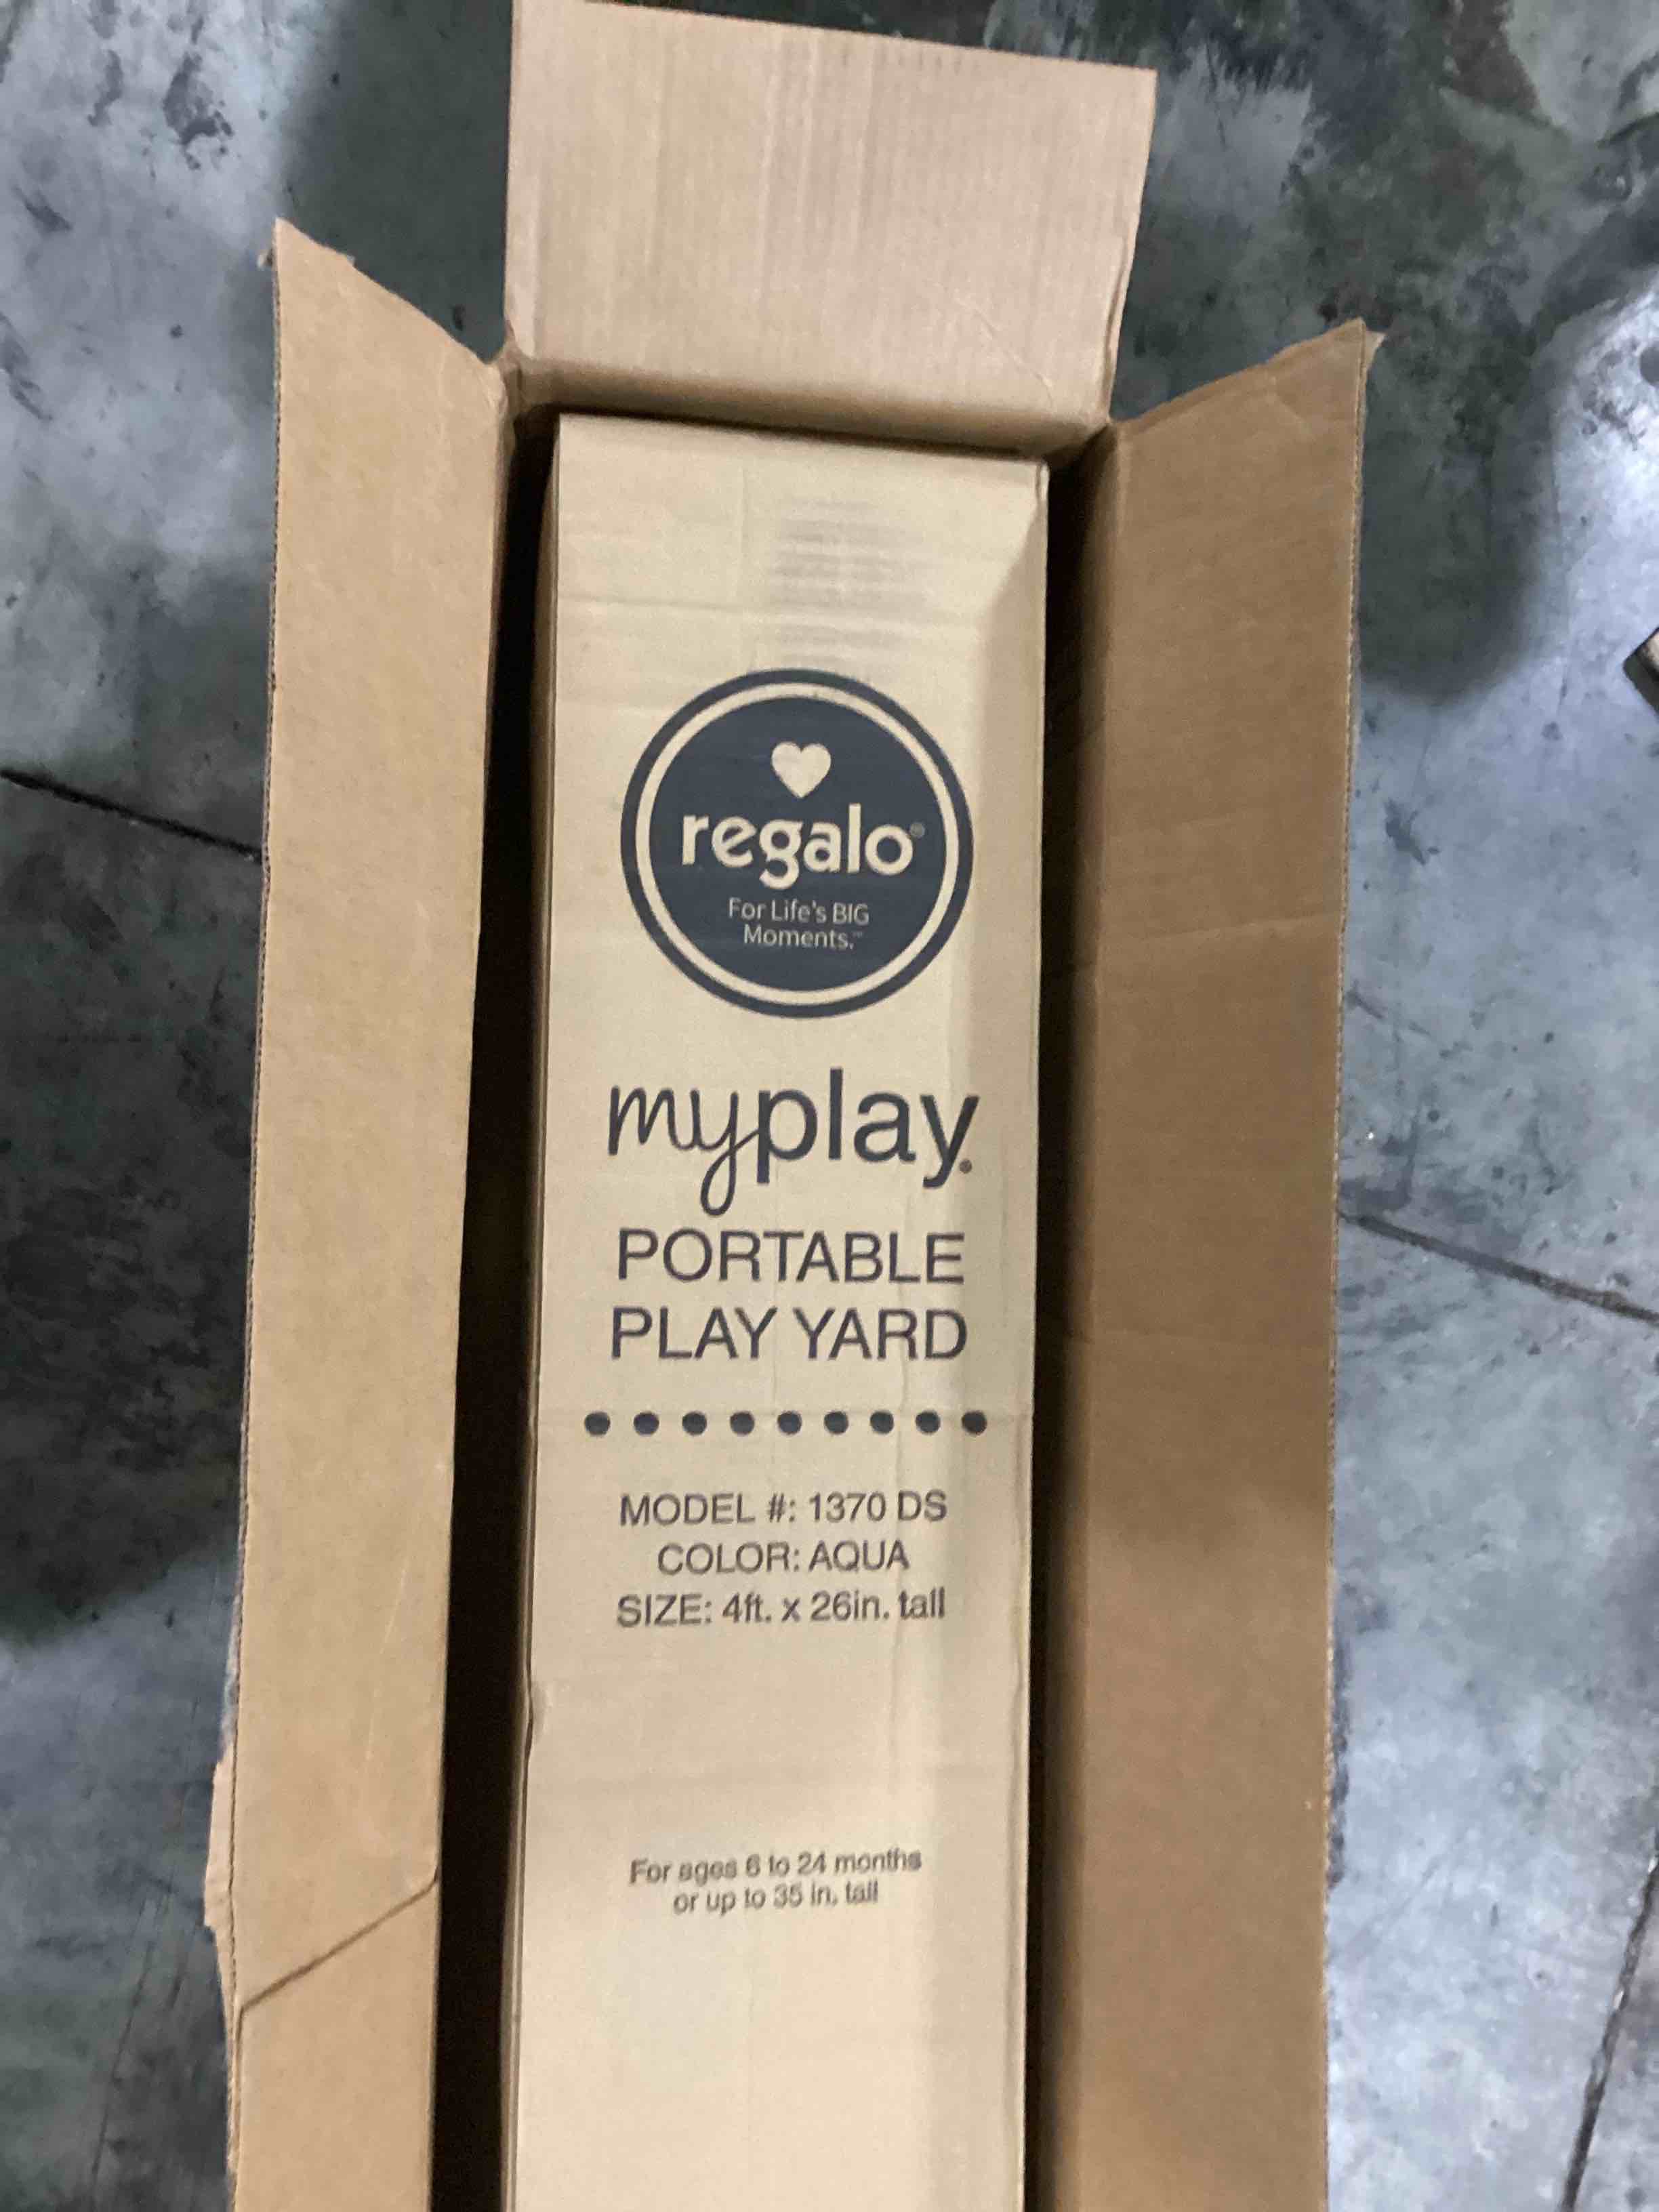 regalo®
For Life's BIG
Moments.™
myplay®
PORTABLE
PLAY YARD
MODEL #: 1370 DS
COLOR: AQUA
SIZE: 4ft. x 26in. tall
For ages 6 to 24 months
or up to 35 in. tall